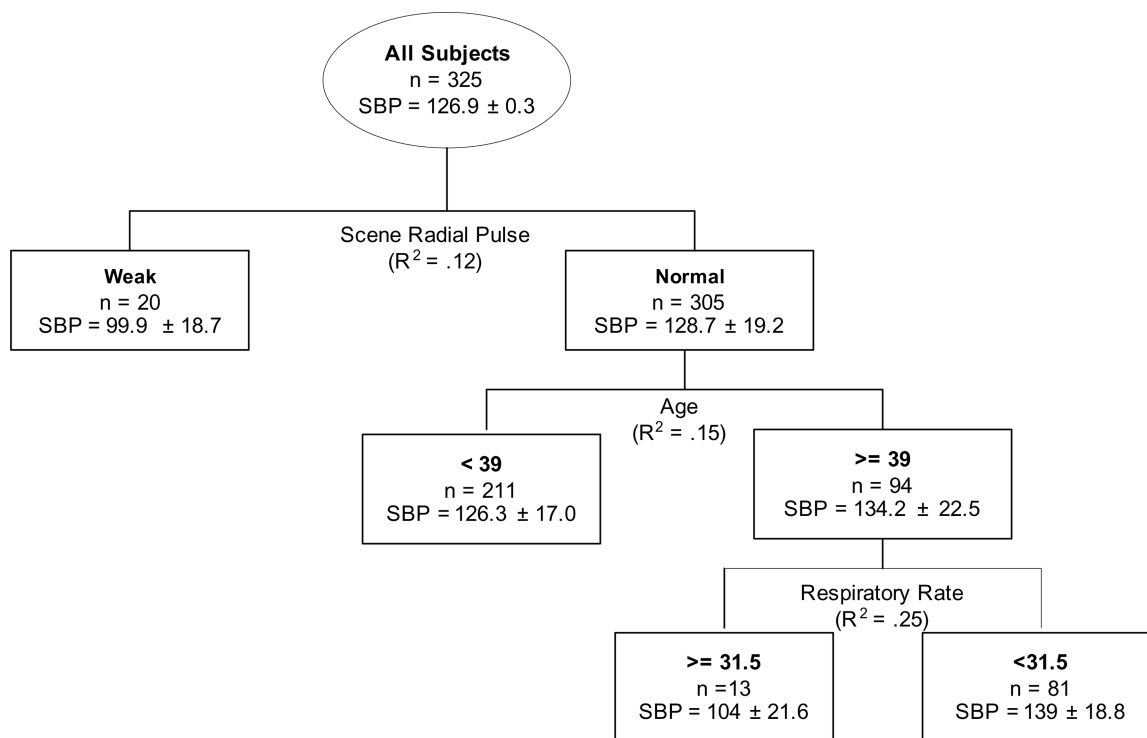 All Subjects
n = 325
SBP = 126.9 ± 0.3
Scene Radial Pulse
(R² = .12)
Weak
n = 20
SBP = 99.9 ± 18.7
Normal
n = 305
SBP = 128.7 ± 19.2
Age
(R² = .15)
< 39
n = 211
SBP = 126.3 ± 17.0
>= 39
n = 94
SBP = 134.2 ± 22.5
Respiratory Rate
(R² = .25)
>= 31.5
n =13
SBP = 104 ± 21.6
<31.5
n = 81
SBP = 139 ± 18.8